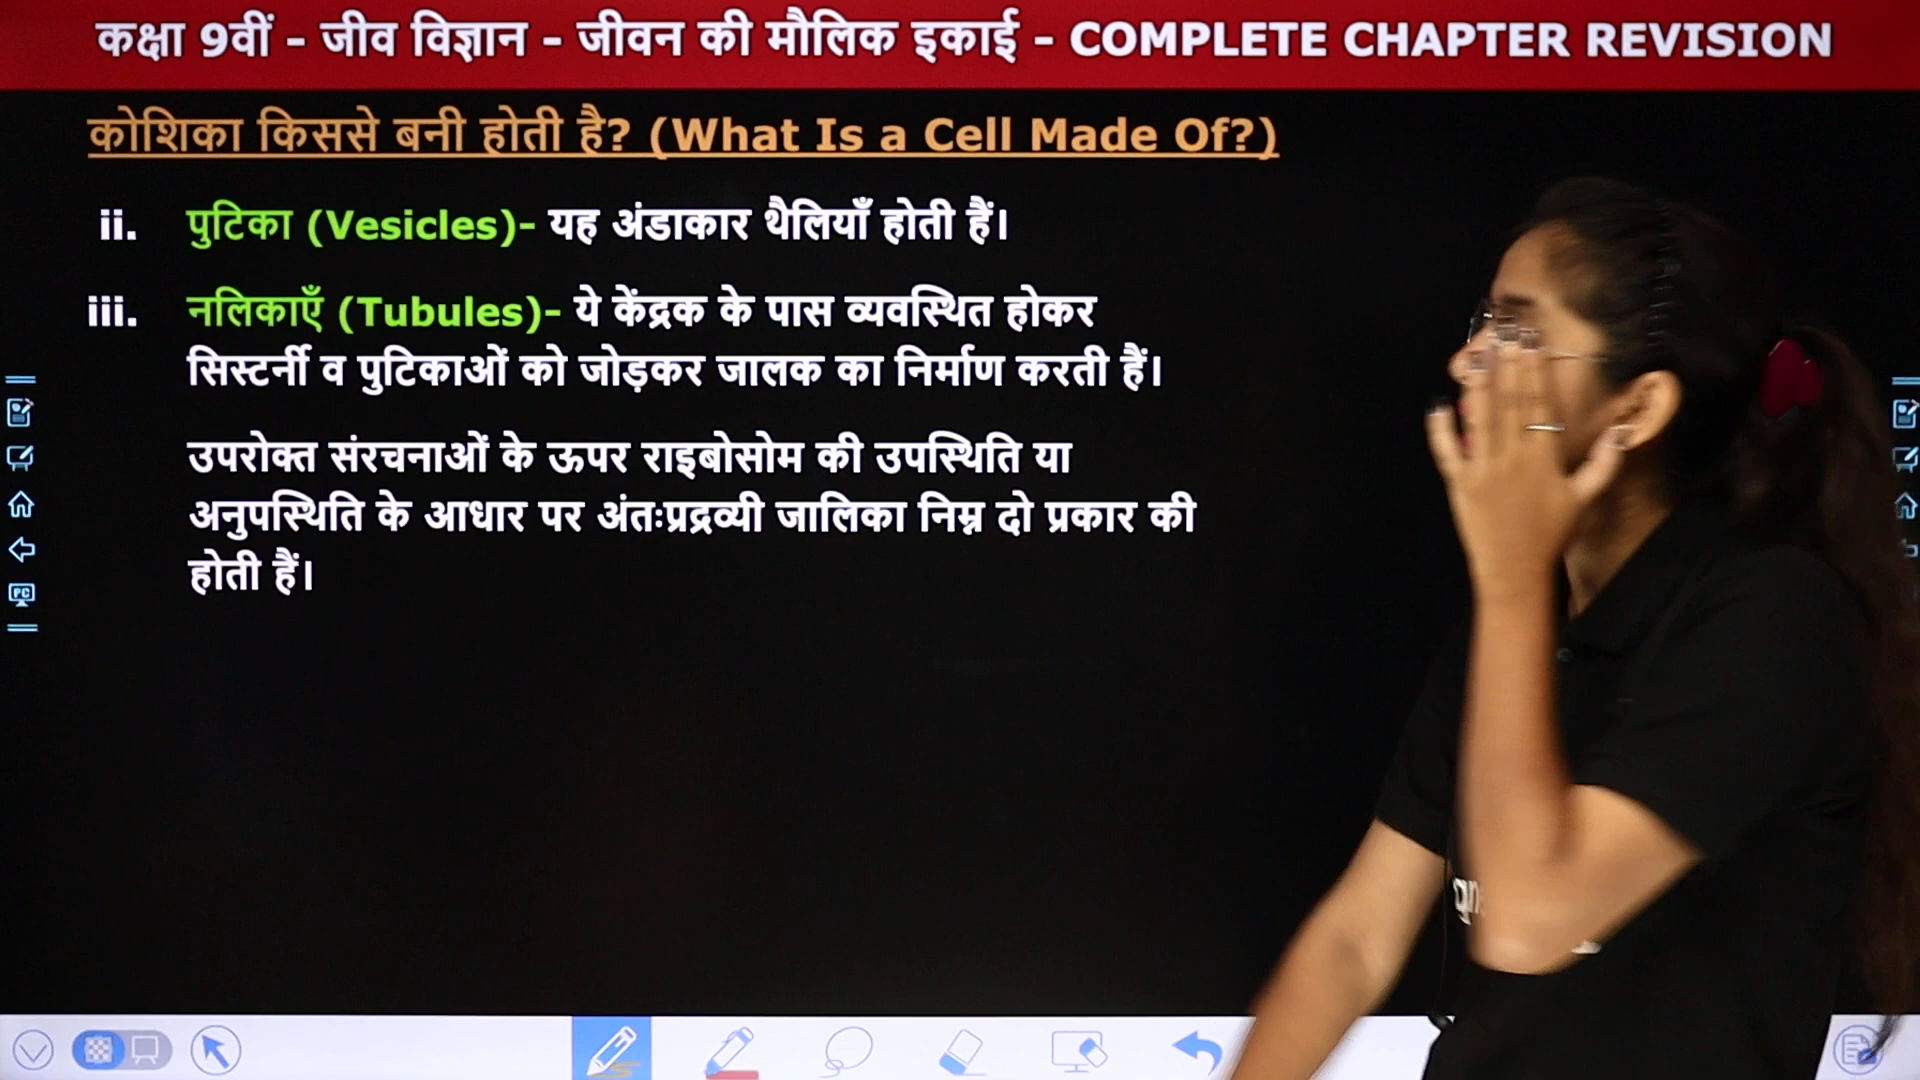 कक्षा 9वीं - जीव विज्ञान - जीवन की मौलिक इकाई - COMPLETE CHAPTER REVISION
कोशिका किससे बनी होती है? (What Is a Cell Made Of?)
ii. पुटिका (Vesicles)- यह अंडाकार थैलियाँ होती हैं।
iii. नलिकाएँ (Tubules)- ये केंद्रक के पास व्यवस्थित होकर
सिस्टर्नी व पुटिकाओं को जोड़कर जालक का निर्माण करती हैं।
उपरोक्त संरचनाओं के ऊपर राइबोसोम की उपस्थिति या
अनुपस्थिति के आधार पर अंतःप्रद्रव्यी जालिका निम्न दो प्रकार की
होती हैं।
PC